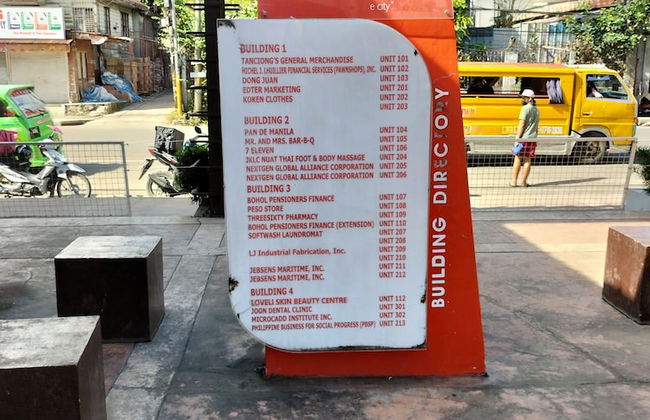 e city
BUILDING 1
TANCIONG'S GENERAL MERCHANDISE UNIT 101
MICHEL J. LHUILLIER FINANCIAL SERVICES (PAWNSHOPS), INC. UNIT 102
DONG JUAN UNIT 103
EDTER MARKETING UNIT 201
KOKEN CLOTHES UNIT 202
UNIT 203
BUILDING 2
PAN DE MANILA UNIT 104
MR. AND MRS. BAR-B-Q UNIT 105
7 ELEVEN UNIT 106
JKLC NUAT THAI FOOT & BODY MASSAGE UNIT 204
NEXTGEN GLOBAL ALLIANCE CORPORATION UNIT 205
NEXTGEN GLOBAL ALLIANCE CORPORATION UNIT 206
BUILDING 3
BOHOL PENSIONERS FINANCE UNIT 107
PESO STORE UNIT 108
THREESIXTY PHARMACY UNIT 109
BOHOL PENSIONERS FINANCE (EXTENSION) UNIT 110
SOFTWASH LAUNDROMAT UNIT 207
UNIT 208
LJ Industrial Fabrication, Inc. UNIT 209
UNIT 210
JEBSENS MARITIME, INC. UNIT 211
JEBSENS MARITIME, INC. UNIT 212
BUILDING 4
LOVELI SKIN BEAUTY CENTRE UNIT 112
JOON DENTAL CLINIC UNIT 301
MICROCADD INSTITUTE INC. UNIT 302
PHILIPPINE BUSINESS FOR SOCIAL PROGRESS (PBSP) UNIT 213
BUILDING DIRECTORY